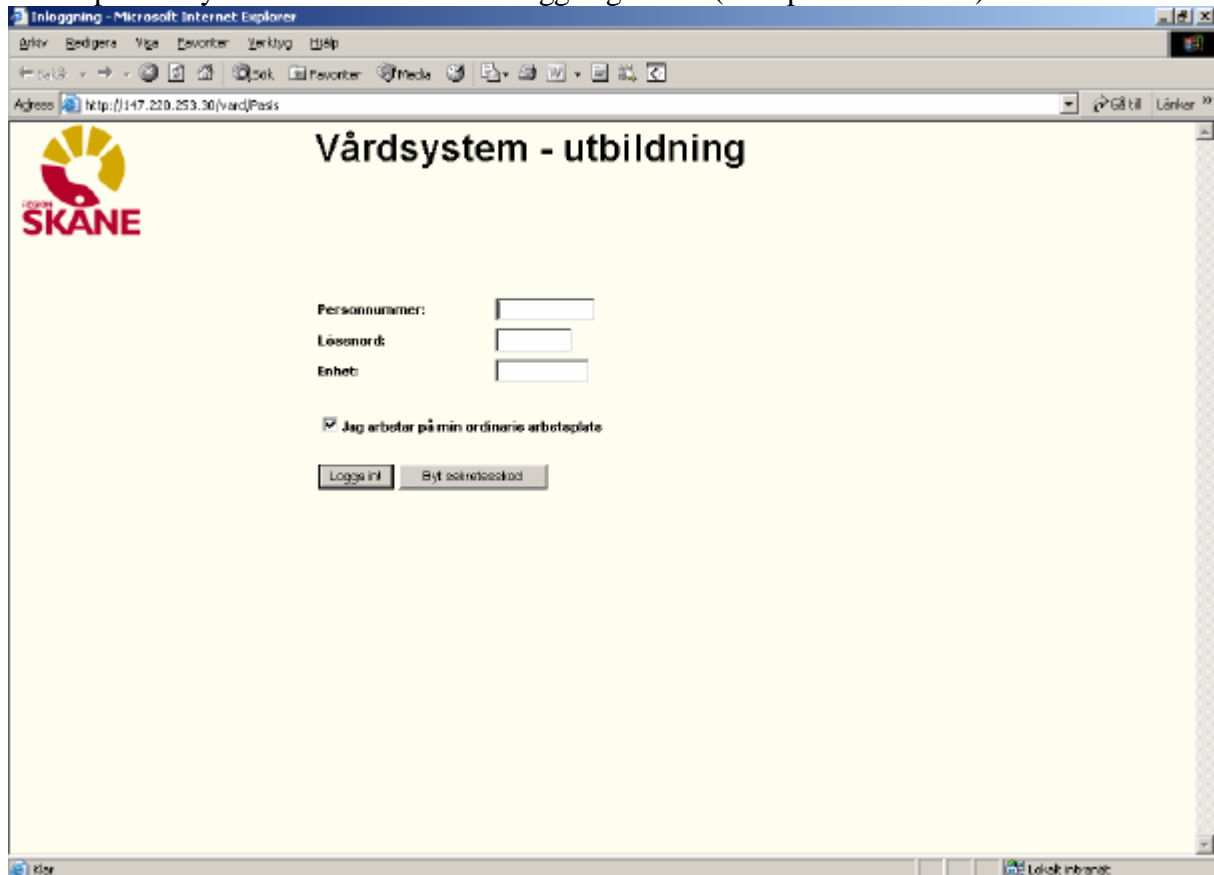 Inloggning - Microsoft Internet Explorer
Arkiv Redigera Visa Favoriter Verktyg Hjälp
Sök Favoriter Media
Adress http://147.220.253.30/vard/Pasis Gå till Länkar »
Vårdsystem - utbildning
REGION
SKÅNE
Personnummer:
Lösenord:
Enhet:
Jag arbetar på min ordinarie arbetsplats
Logga in! Byt sekretesskod
Klar Lokalt intranät